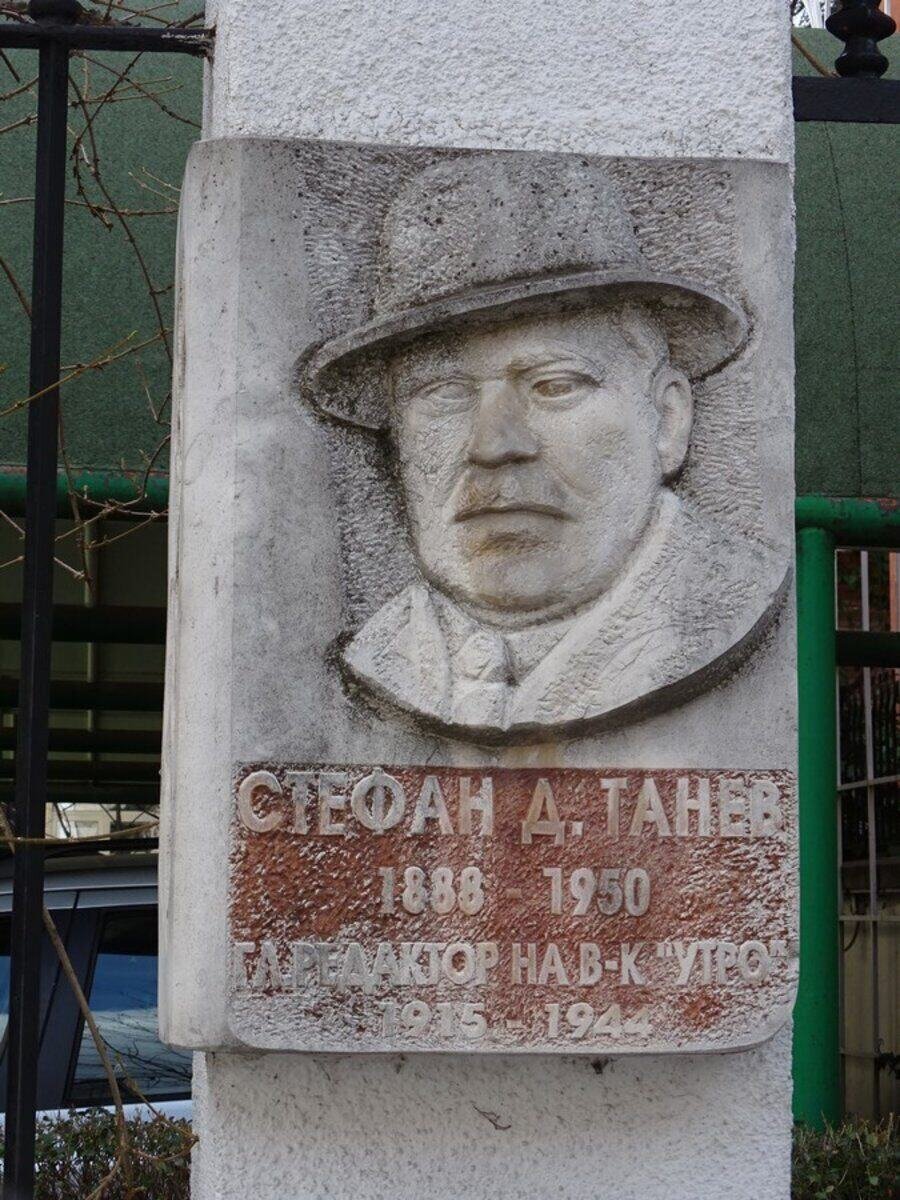 СТЕФАН Д. ТАНЕВ
1888 - 1950
ГЛ. РЕДАКТОР НА В-К "УТРО"
1915 - 1944